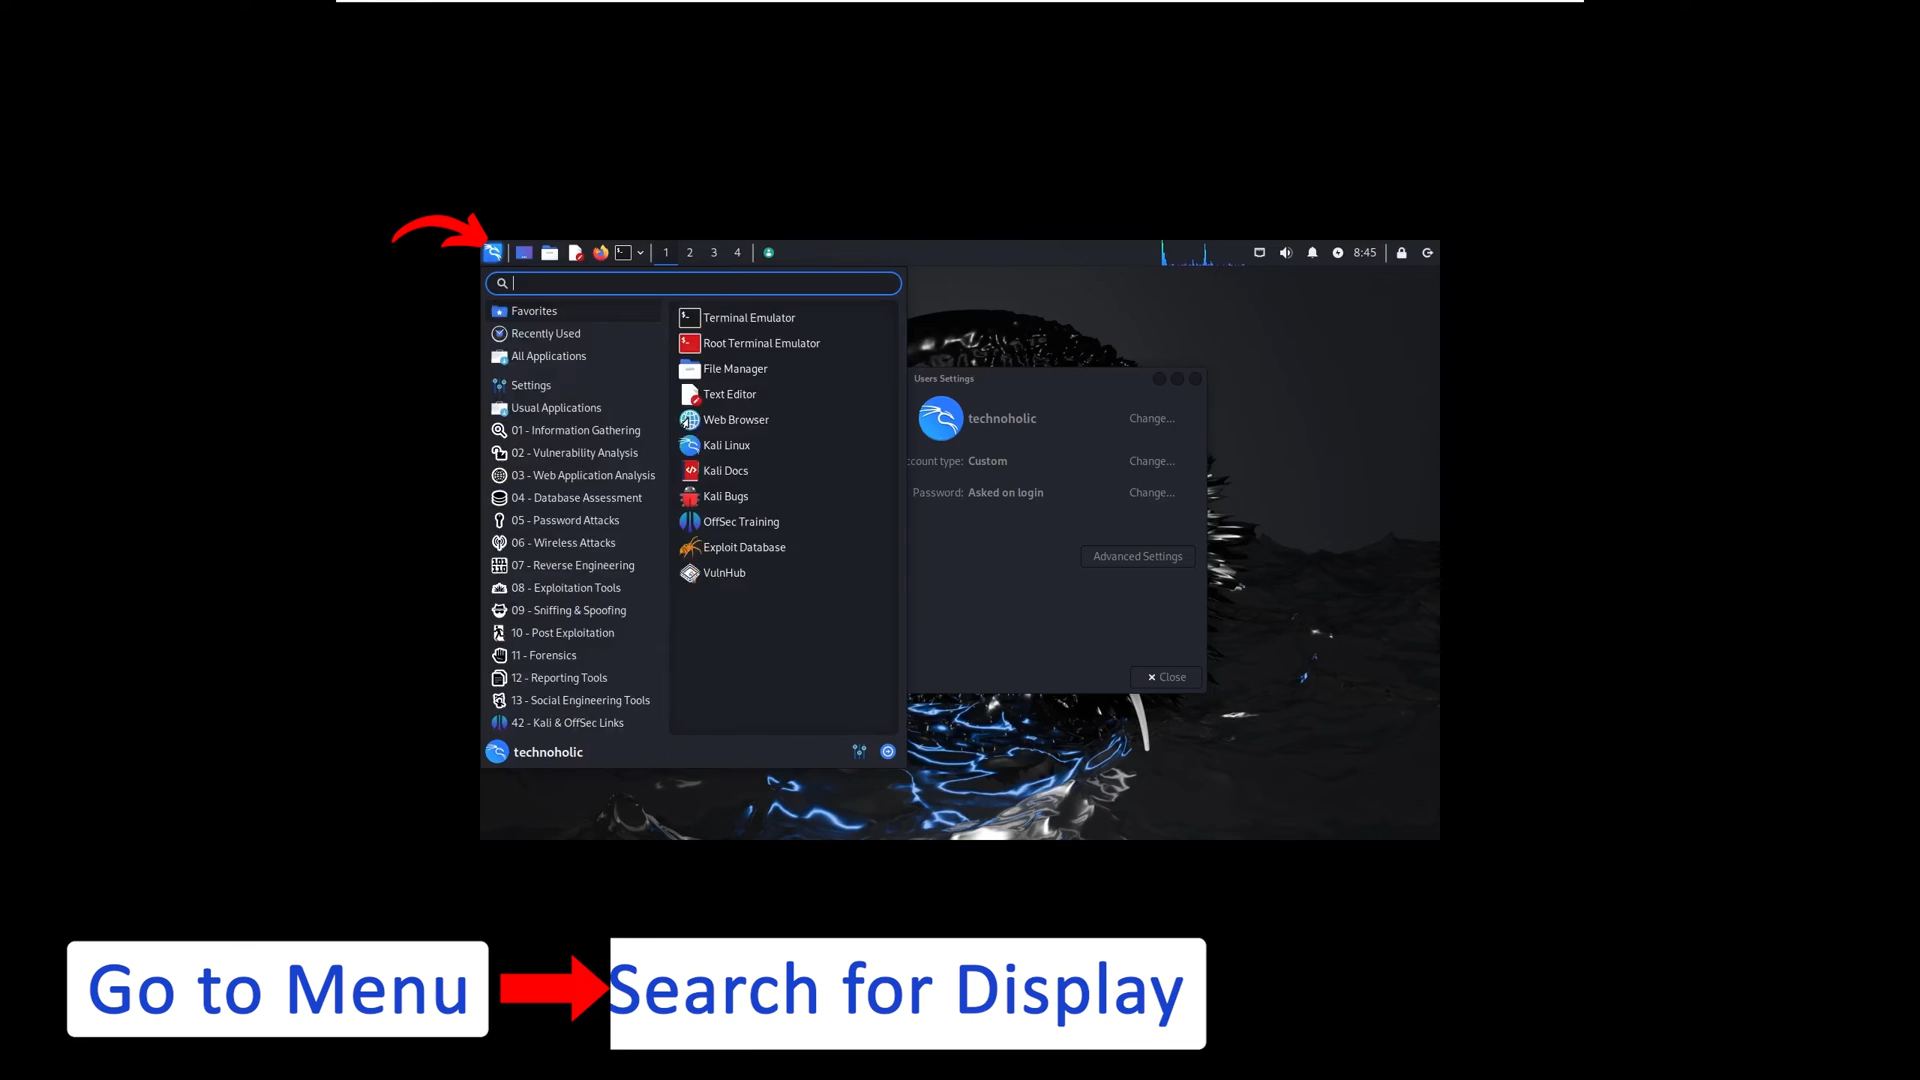 1 2 3 4
8:45
Favorites
Recently Used
All Applications
Settings
Usual Applications
01 - Information Gathering
02 - Vulnerability Analysis
03 - Web Application Analysis
04 - Database Assessment
05 - Password Attacks
06 - Wireless Attacks
07 - Reverse Engineering
08 - Exploitation Tools
09 - Sniffing & Spoofing
10 - Post Exploitation
11 - Forensics
12 - Reporting Tools
13 - Social Engineering Tools
42 - Kali & OffSec Links
technoholic
Terminal Emulator
Root Terminal Emulator
File Manager
Text Editor
Web Browser
Kali Linux
Kali Docs
Kali Bugs
OffSec Training
Exploit Database
VulnHub
Users Settings
technoholic Change...
ccount type: Custom Change...
Password: Asked on login Change...
Advanced Settings
Close
Go to Menu
Search for Display